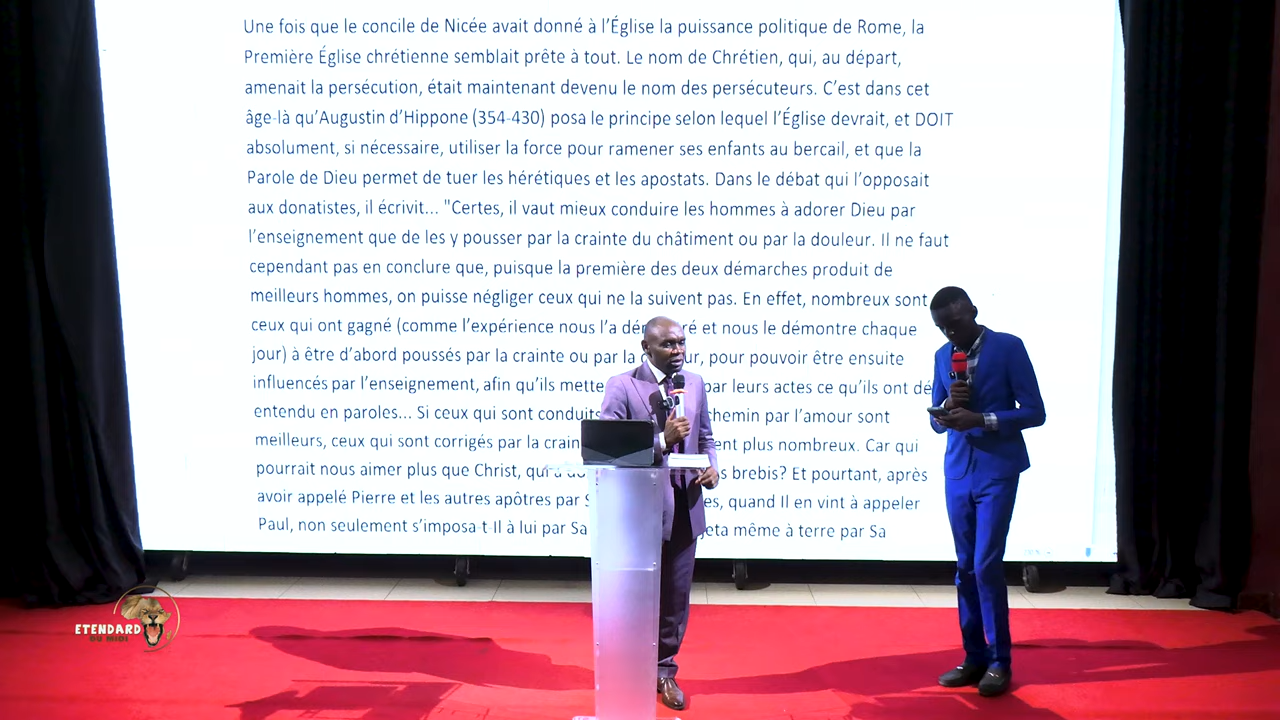 Une fois que le concile de Nicée avait donné à l'Église la puissance politique de Rome, la
Première Église chrétienne semblait prête à tout. Le nom de Chrétien, qui, au départ,
amenait la persécution, était maintenant devenu le nom des persécuteurs. C'est dans cet
âge-là qu'Augustin d'Hippone (354-430) posa le principe selon lequel l'Église devrait, et DOIT
absolument, si nécessaire, utiliser la force pour ramener ses enfants au bercail, et que la
Parole de Dieu permet de tuer les hérétiques et les apostats. Dans le débat qui l'opposait
aux donatistes, il écrivit... "Certes, il vaut mieux conduire les hommes à adorer Dieu par
l'enseignement que de les y pousser par la crainte du châtiment ou par la douleur. Il ne faut
cependant pas en conclure que, puisque la première des deux démarches produit de
meilleurs hommes, on puisse négliger ceux qui ne la suivent pas. En effet, nombreux sont
ceux qui ont gagné (comme l'expérience nous l'a et nous le démontre chaque
jour) à être d'abord poussés par la crainte ou par la pour pouvoir être ensuite
influencés par l'enseignement, afin qu'ils par leurs actes ce qu'ils ont
entendu en paroles... Si ceux qui sont chemin par l'amour sont
meilleurs, ceux qui sont corrigés par la plus nombreux. Car qui
pourrait nous aimer plus que Christ, brebis? Et pourtant, après
avoir appelé Pierre et les autres apôtres par quand Il en vint à appeler
Paul, non seulement s'imposa-t-Il à lui par Sa même à terre par Sa
ETENDARD
DU MIDI